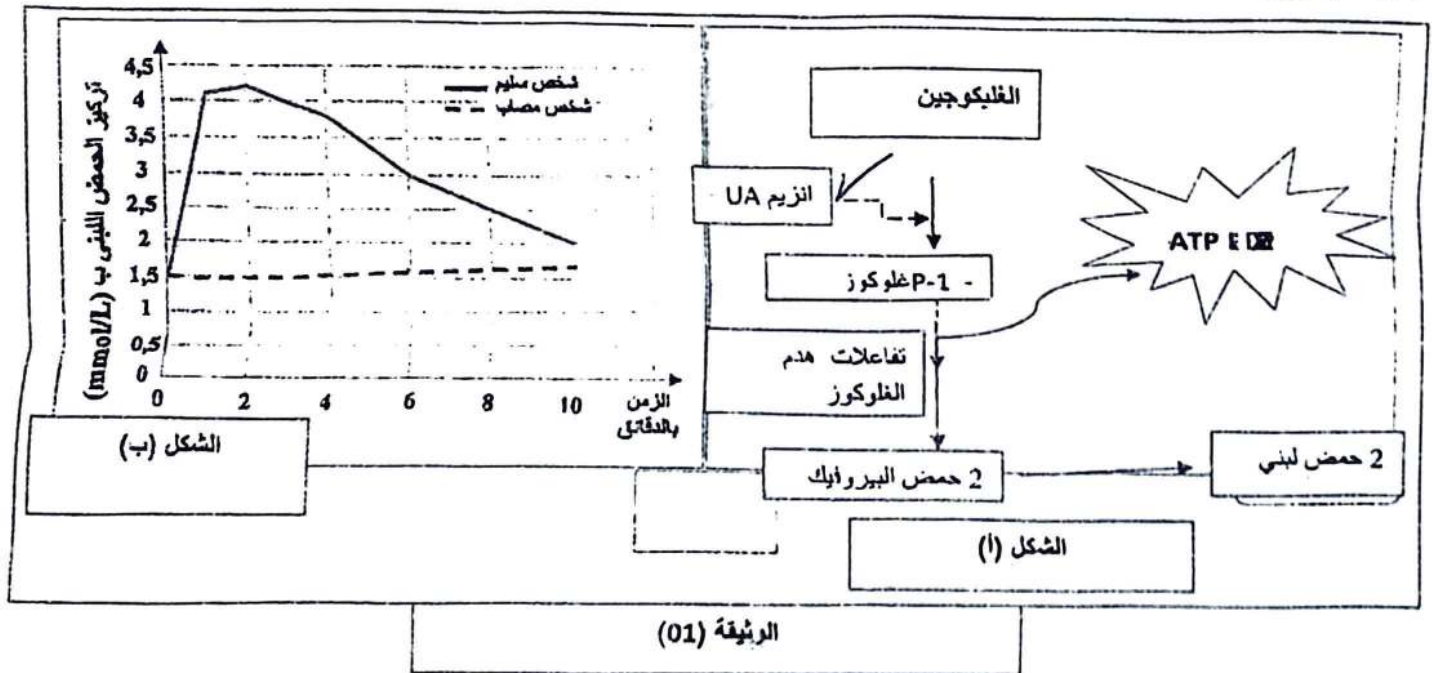 4,5
4
3,5
3
2,5
2
1,5
1
0,5
0
تركيز الحمض اللبني ب (mmol/L)
شخص سليم
شخص مصاب
0 2 4 6 8 10
الزمن
بالدقائق
الشكل (ب)
الغليكوجين
انزيم UA
- P-1غلوكوز
ATP
تفاعلات هدم
الغلوكوز
2 حمض البيروفيك
2 حمض لبني
الشكل (أ)
الوثيقة (01)